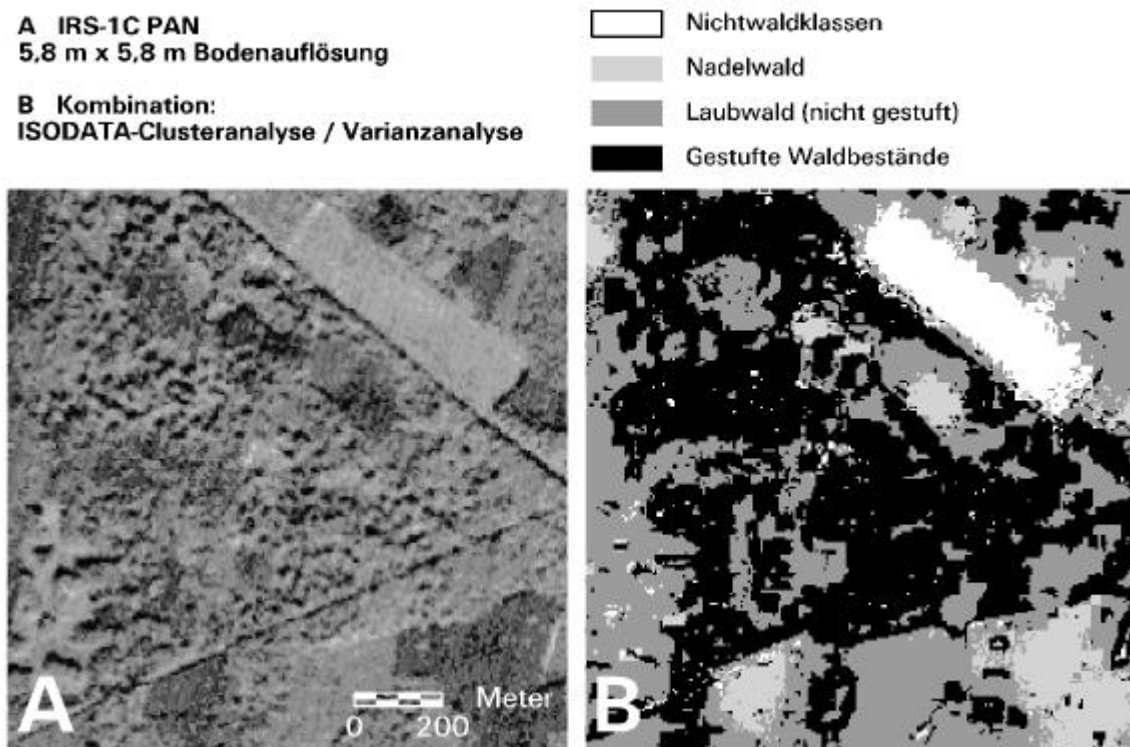 A IRS-1C PAN
5,8 m x 5,8 m Bodenauflösung
B Kombination:
ISODATA-Clusteranalyse / Varianzanalyse
Nichtwaldklassen
Nadelwald
Laubwald (nicht gestuft)
Gestufte Waldbestände
A
0 200 Meter
B